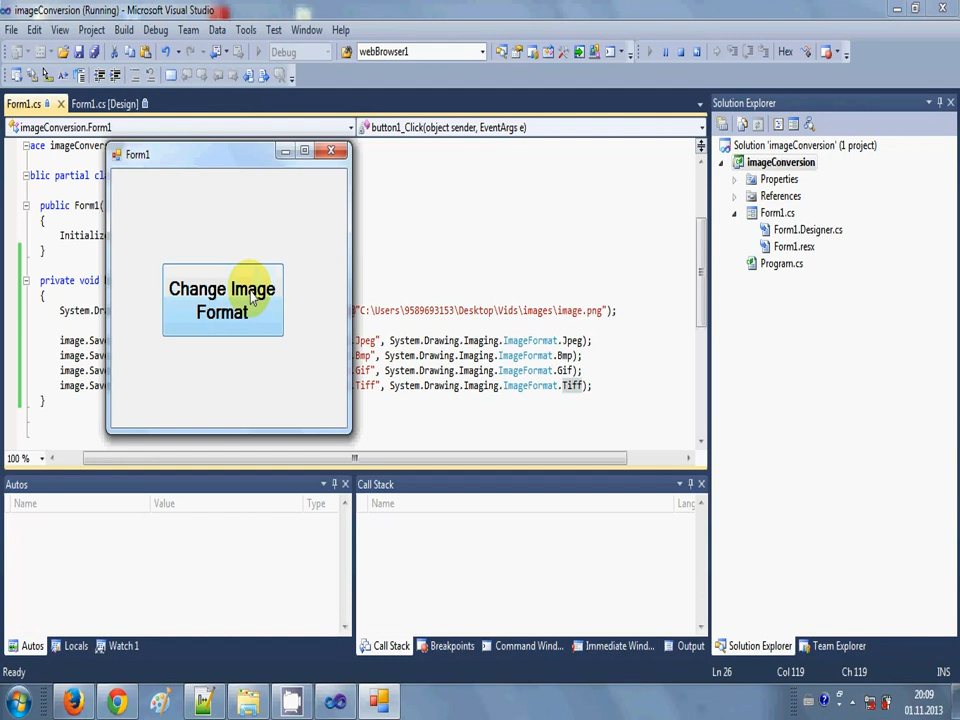 imageConversion (Running) - Microsoft Visual Studio
File Edit View Project Build Debug Team Data Tools Test Window Help
Debug webBrowser1 Hex
Form1.cs Form1.cs [Design] Solution Explorer
imageConversion.Form1 button1_Click(object sender, EventArgs e)
Solution 'imageConversion' (1 project)
imageConversion
Properties
References
Form1.cs
Form1.Designer.cs
Form1.resx
Program.cs
ace imageConver
Form1
blic partial cla
public Form1(
{
Initialize
}
private void
{
System.Dra @"C:\Users\9589693153\Desktop\Vids\images\image.png");
image.Save Jpeg", System.Drawing.Imaging.ImageFormat.Jpeg);
image.Save Bmp", System.Drawing.Imaging.ImageFormat.Bmp);
image.Save Gif", System.Drawing.Imaging.ImageFormat.Gif);
image.Save Tiff", System.Drawing.Imaging.ImageFormat.Tiff);
}
Change Image
Format
100 %
Autos Call Stack
Name Value Type Name Lang
Autos Locals Watch 1 Call Stack Breakpoints Command Wind... Immediate Wind... Output Solution Explorer Team Explorer
Ready Ln 26 Col 119 Ch 119 INS
20:09
01.11.2013